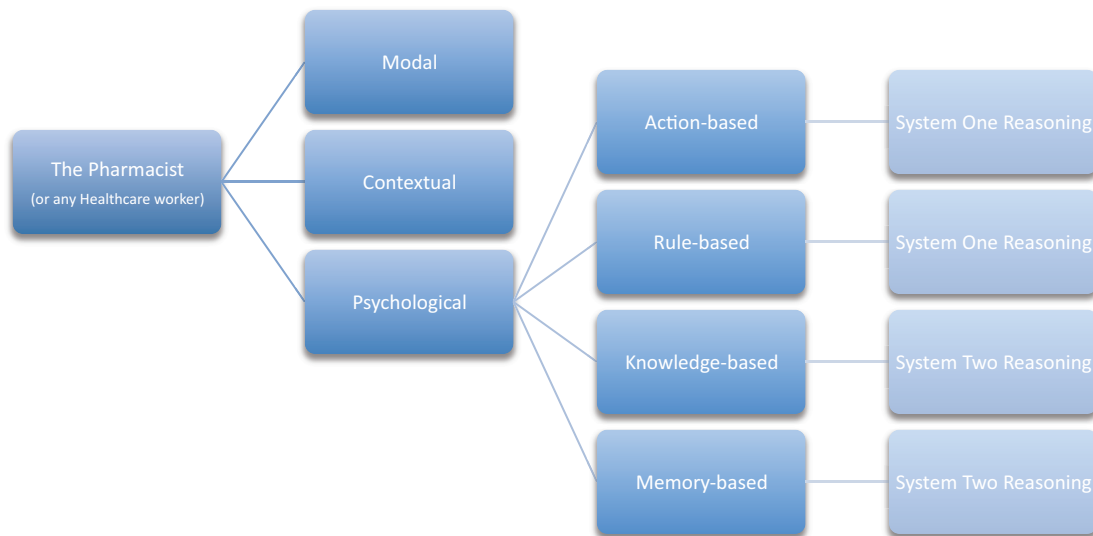 The Pharmacist
(or any Healthcare worker)
Modal
Contextual
Psychological
Action-based
System One Reasoning
Rule-based
System One Reasoning
Knowledge-based
System Two Reasoning
Memory-based
System Two Reasoning